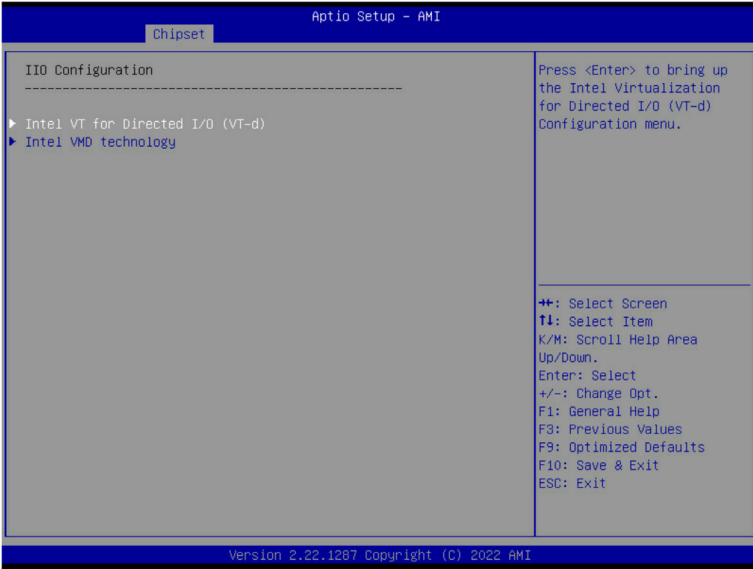 Aptio Setup – AMI
Chipset
IIO Configuration
--------------------------------------------------
Intel VT for Directed I/O (VT-d)
Intel VMD technology
Press <Enter> to bring up
the Intel Virtualization
for Directed I/O (VT-d)
Configuration menu.
→←: Select Screen
↑↓: Select Item
K/M: Scroll Help Area
Up/Down.
Enter: Select
+/-: Change Opt.
F1: General Help
F3: Previous Values
F9: Optimized Defaults
F10: Save & Exit
ESC: Exit
Version 2.22.1287 Copyright (C) 2022 AMI